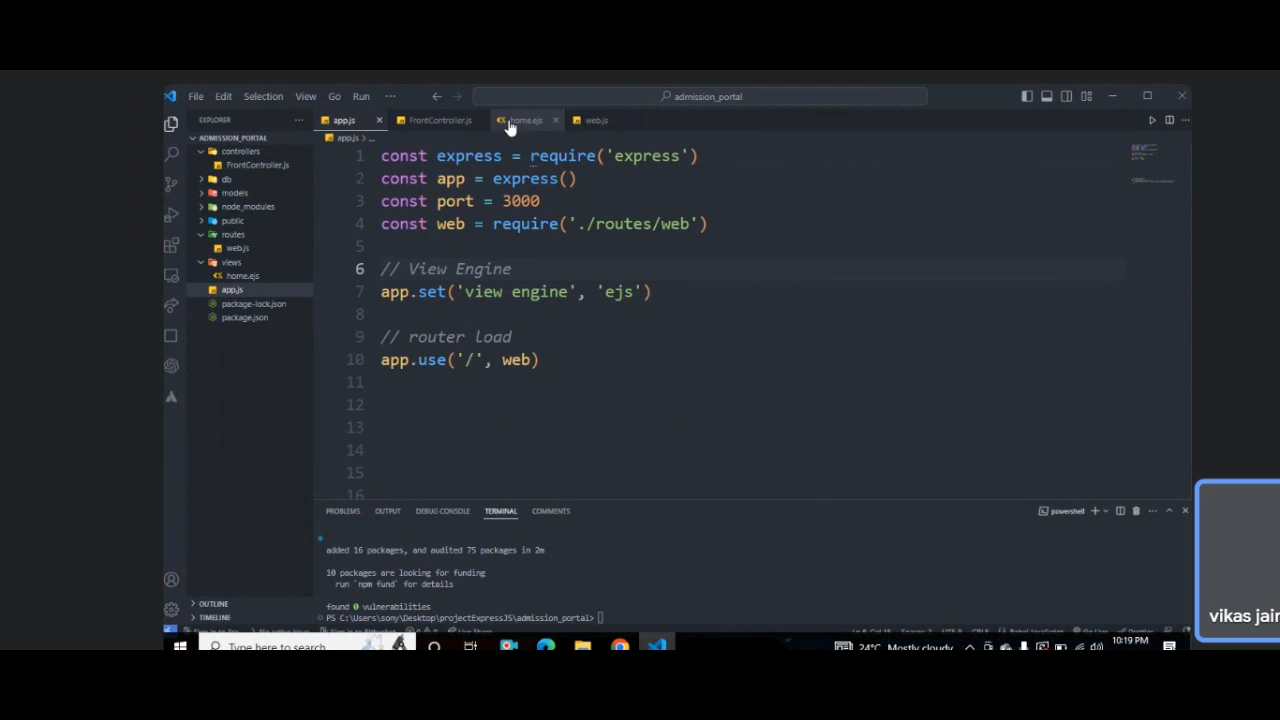 File Edit Selection View Go Run ··· admission_portal
EXPLORER ···
ADMISSION_PORTAL
controllers
FrontController.js
db
models
node_modules
public
routes
web.js
views
home.ejs
app.js
package-lock.json
package.json
OUTLINE
TIMELINE
app.js FrontController.js home.ejs web.js
app.js > ...
1 const express = require('express')
2 const app = express()
3 const port = 3000
4 const web = require('./routes/web')
5
6 // View Engine
7 app.set('view engine', 'ejs')
8
9 // router load
10 app.use('/', web)
11
12
13
14
15
16
PROBLEMS OUTPUT DEBUG CONSOLE TERMINAL COMMENTS powershell
added 16 packages, and audited 75 packages in 2m
10 packages are looking for funding
run `npm fund` for details
found 0 vulnerabilities
PS C:\Users\sony\Desktop\projectExpressJS\admission_portal>
Type here to search
24°C Mostly cloudy
10:19 PM
vikas jain